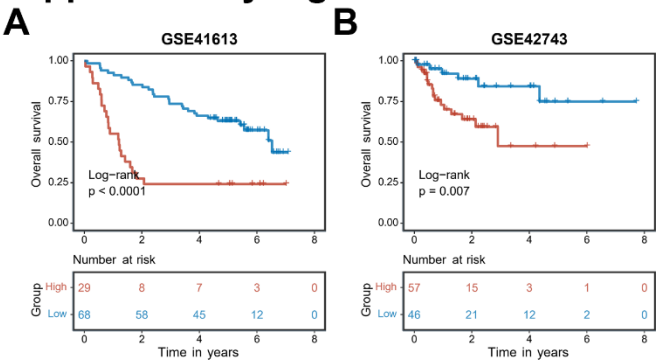 A
B
GSE41613
GSE42743
Overall survival
1.00
0.75
0.50
0.25
0.00
Log−rank
p < 0.0001
0 2 4 6 8
Overall survival
1.00
0.75
0.50
0.25
0.00
Log−rank
p = 0.007
0 2 4 6 8
Number at risk
Group
High 29 8 7 3 0
Low 68 58 45 12 0
0 2 4 6 8
Time in years
Number at risk
Group
High 57 15 3 1 0
Low 46 21 12 2 0
0 2 4 6 8
Time in years